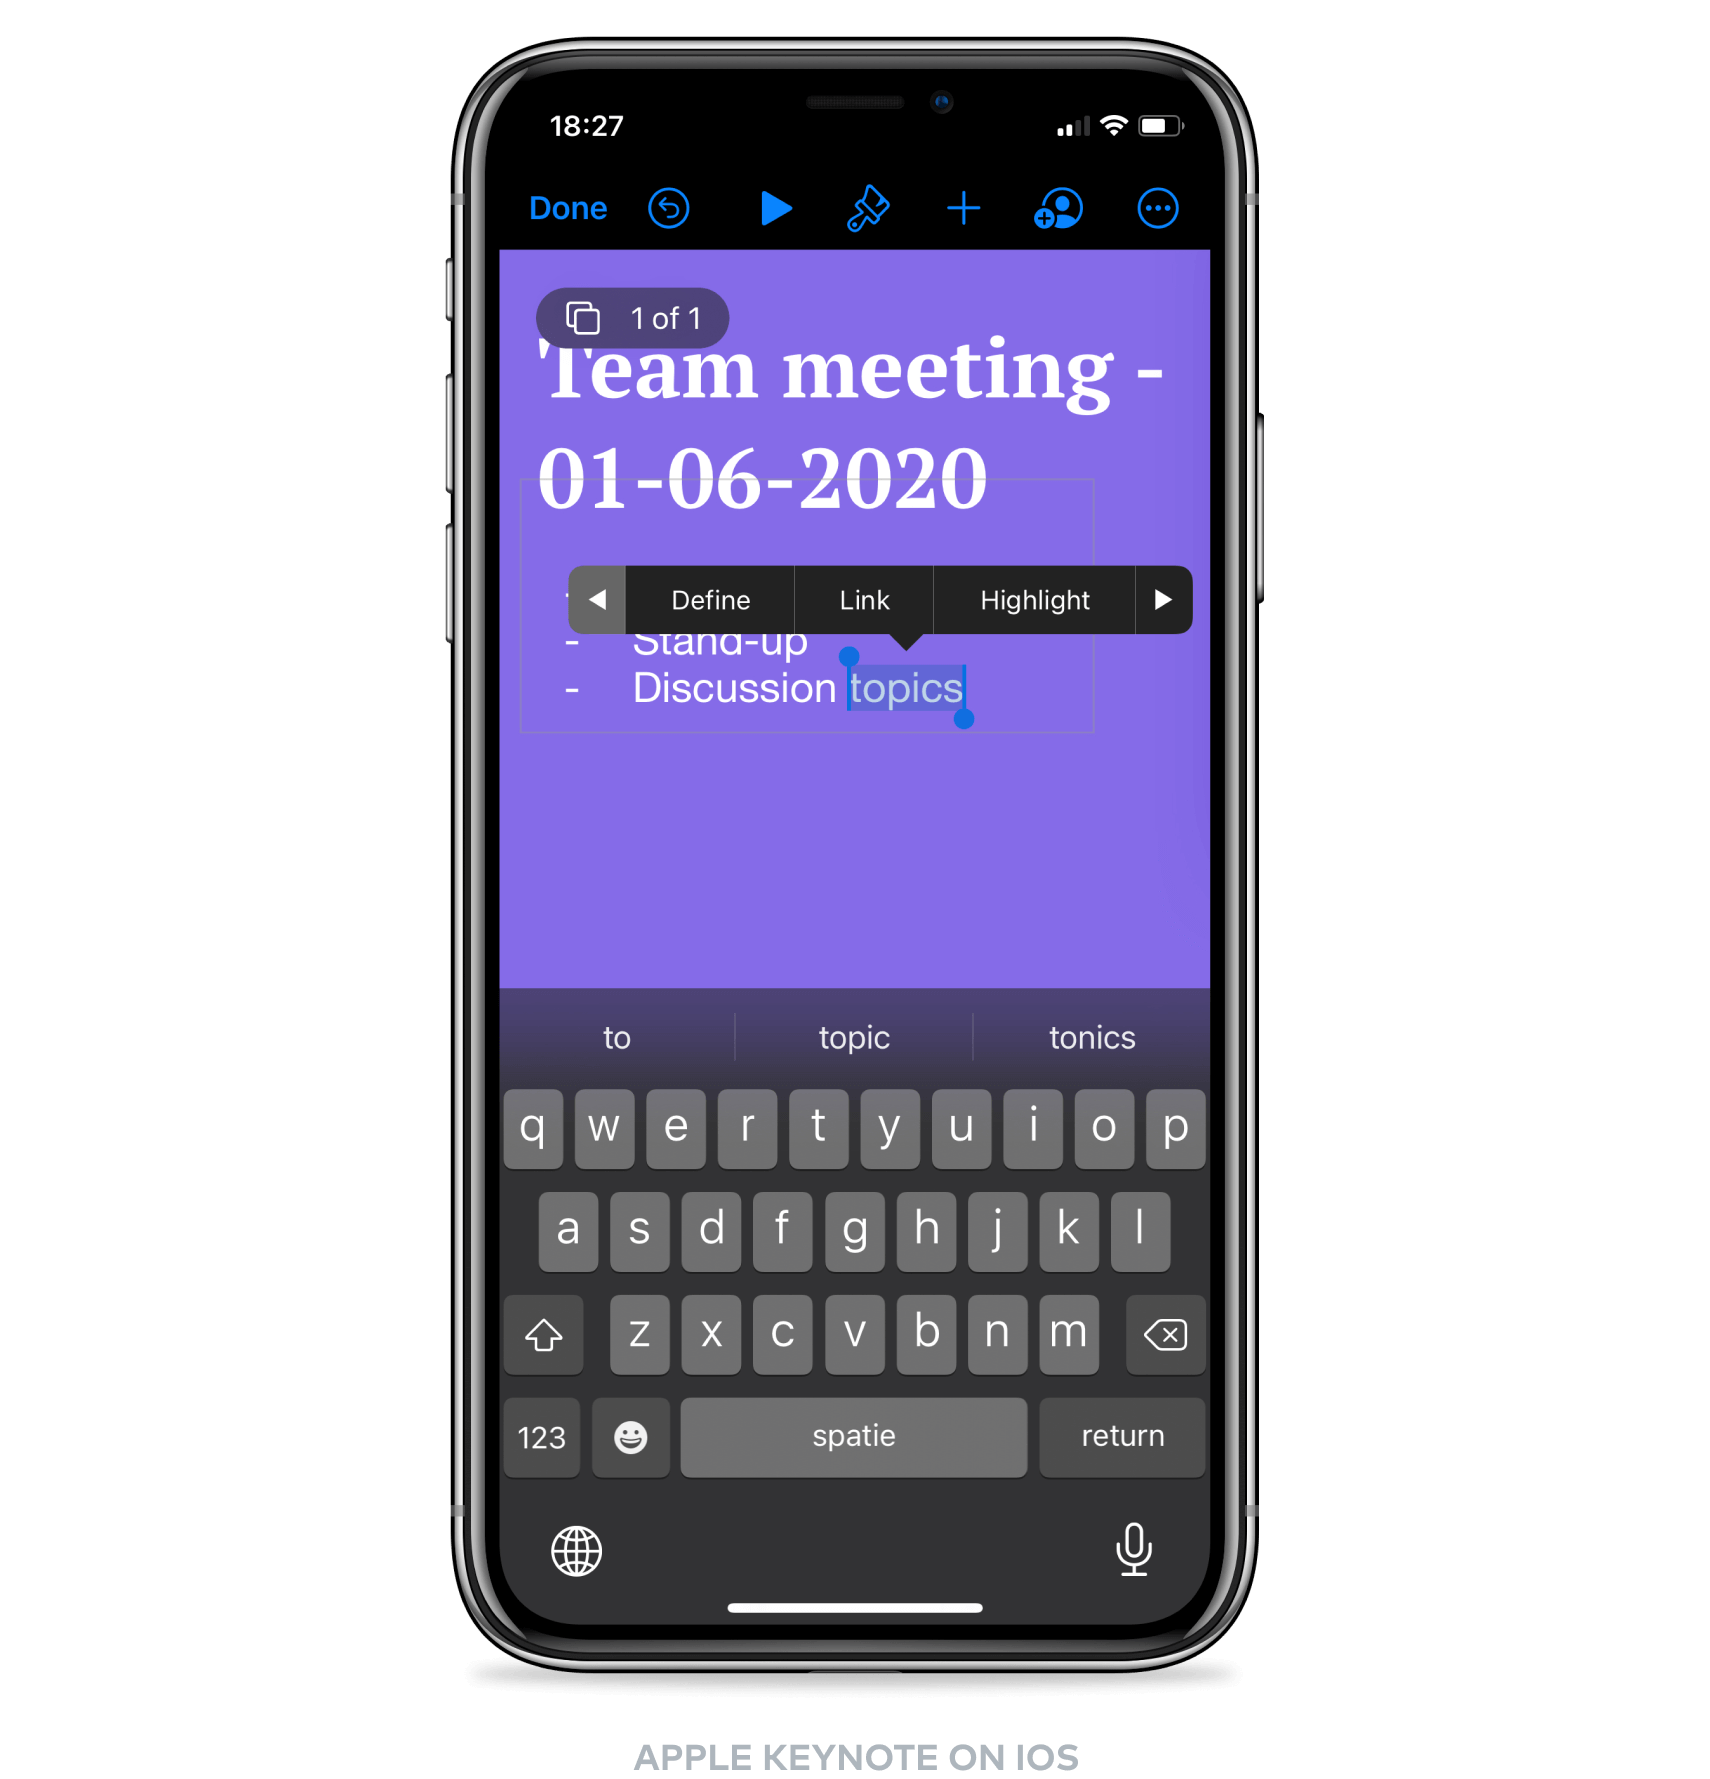 18:27
Done
1 of 1
Team meeting -
01-06-2020
Define Link Highlight
- Stand-up
- Discussion topics
to topic tonics
q w e r t y u i o p
a s d f g h j k l
z x c v b n m
123 spatie return
APPLE KEYNOTE ON IOS